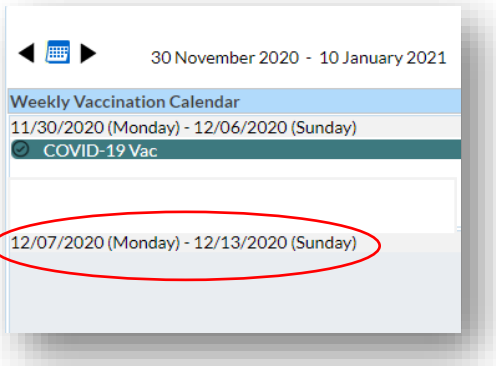 30 November 2020 - 10 January 2021
Weekly Vaccination Calendar
11/30/2020 (Monday) - 12/06/2020 (Sunday)
COVID-19 Vac
12/07/2020 (Monday) - 12/13/2020 (Sunday)